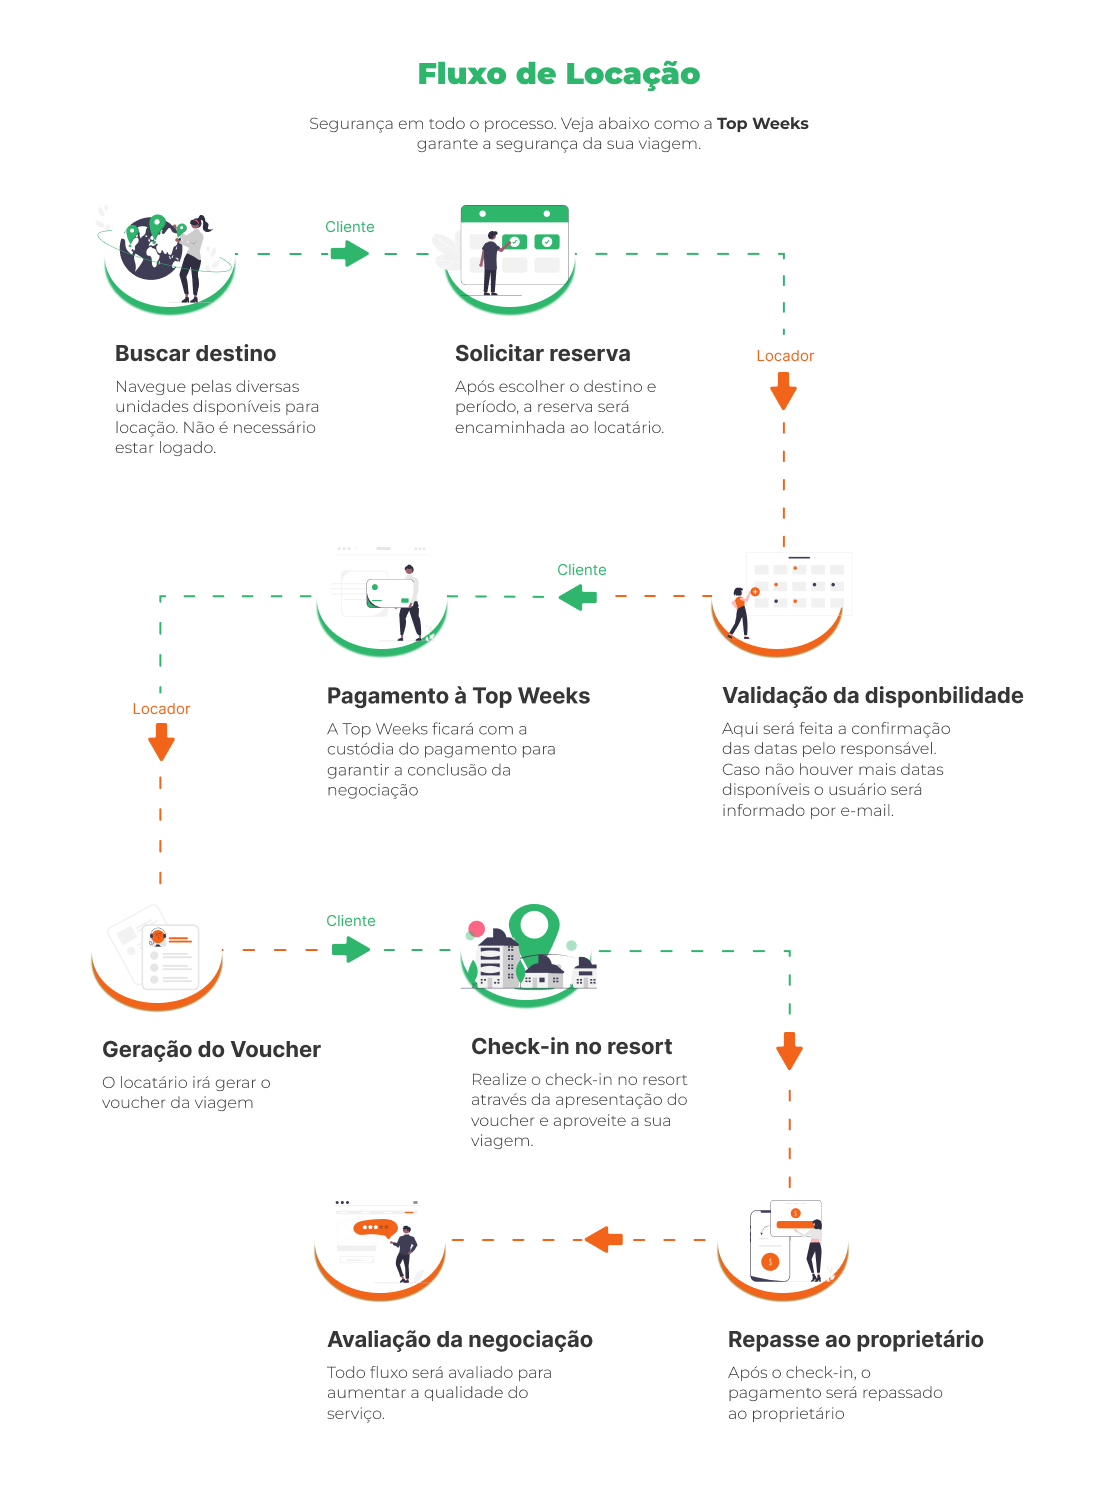 Fluxo de Locação
Segurança em todo o processo. Veja abaixo como a Top Weeks
garante a segurança da sua viagem.
Cliente
Buscar destino
Navegue pelas diversas
unidades disponíveis para
locação. Não é necessário
estar logado.
Solicitar reserva
Após escolher o destino e
período, a reserva será
encaminhada ao locatário.
Locador
Validação da disponbilidade
Aqui será feita a confirmação
das datas pelo responsável.
Caso não houver mais datas
disponíveis o usuário será
informado por e-mail.
Cliente
Pagamento à Top Weeks
A Top Weeks ficará com a
custódia do pagamento para
garantir a conclusão da
negociação
Locador
Geração do Voucher
O locatário irá gerar o
voucher da viagem
Cliente
Check-in no resort
Realize o check-in no resort
através da apresentação do
voucher e aproveite a sua
viagem.
Repasse ao proprietário
Após o check-in, o
pagamento será repassado
ao proprietário
Avaliação da negociação
Todo fluxo será avaliado para
aumentar a qualidade do
serviço.